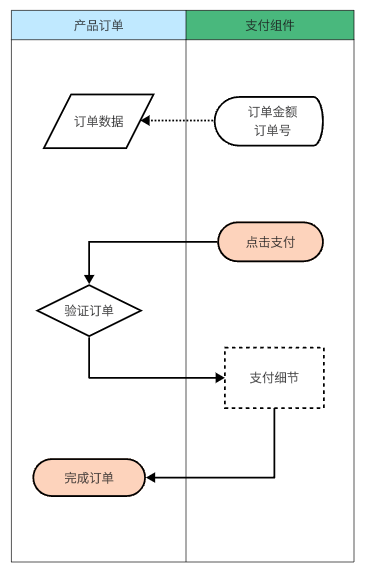 产品订单
支付组件
订单数据
订单金额
订单号
点击支付
验证订单
支付细节
完成订单